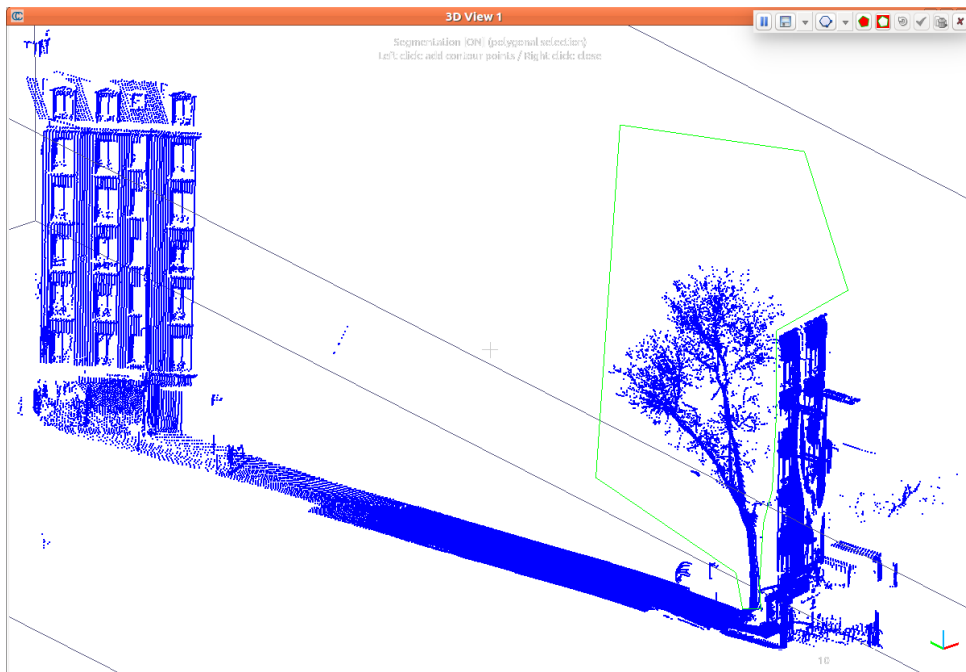 3D View 1
Segmentation [ON] (polygonal selection)
Left click: add contour points / Right click: close
10